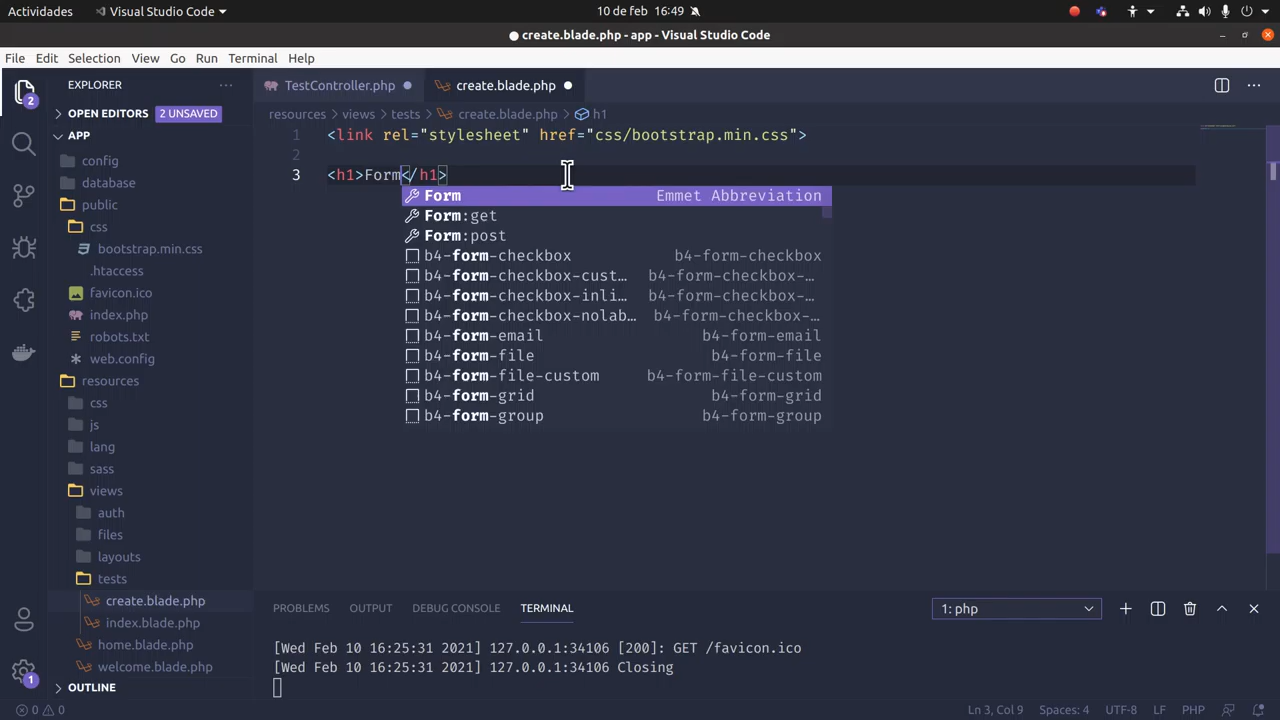 Actividades
Visual Studio Code
10 de feb 16:49
create.blade.php - app - Visual Studio Code
File Edit Selection View Go Run Terminal Help
2
EXPLORER
OPEN EDITORS 2 UNSAVED
APP
config
database
public
css
bootstrap.min.css
.htaccess
favicon.ico
index.php
robots.txt
web.config
resources
css
js
lang
sass
views
auth
files
layouts
tests
create.blade.php
index.blade.php
home.blade.php
welcome.blade.php
OUTLINE
1
TestController.php
create.blade.php
resources views tests create.blade.php h1
1 <link rel="stylesheet" href="css/bootstrap.min.css">
2
3 <h1>Form</h1>
Form Emmet Abbreviation
Form:get
Form:post
b4-form-checkbox b4-form-checkbox
b4-form-checkbox-cust… b4-form-checkbox-…
b4-form-checkbox-inli… b4-form-checkbox-…
b4-form-checkbox-nolab… b4-form-checkbox-…
b4-form-email b4-form-email
b4-form-file b4-form-file
b4-form-file-custom b4-form-file-custom
b4-form-grid b4-form-grid
b4-form-group b4-form-group
PROBLEMS OUTPUT DEBUG CONSOLE TERMINAL
1: php
[Wed Feb 10 16:25:31 2021] 127.0.0.1:34106 [200]: GET /favicon.ico
[Wed Feb 10 16:25:31 2021] 127.0.0.1:34106 Closing
0 0
Ln 3, Col 9 Spaces: 4 UTF-8 LF PHP